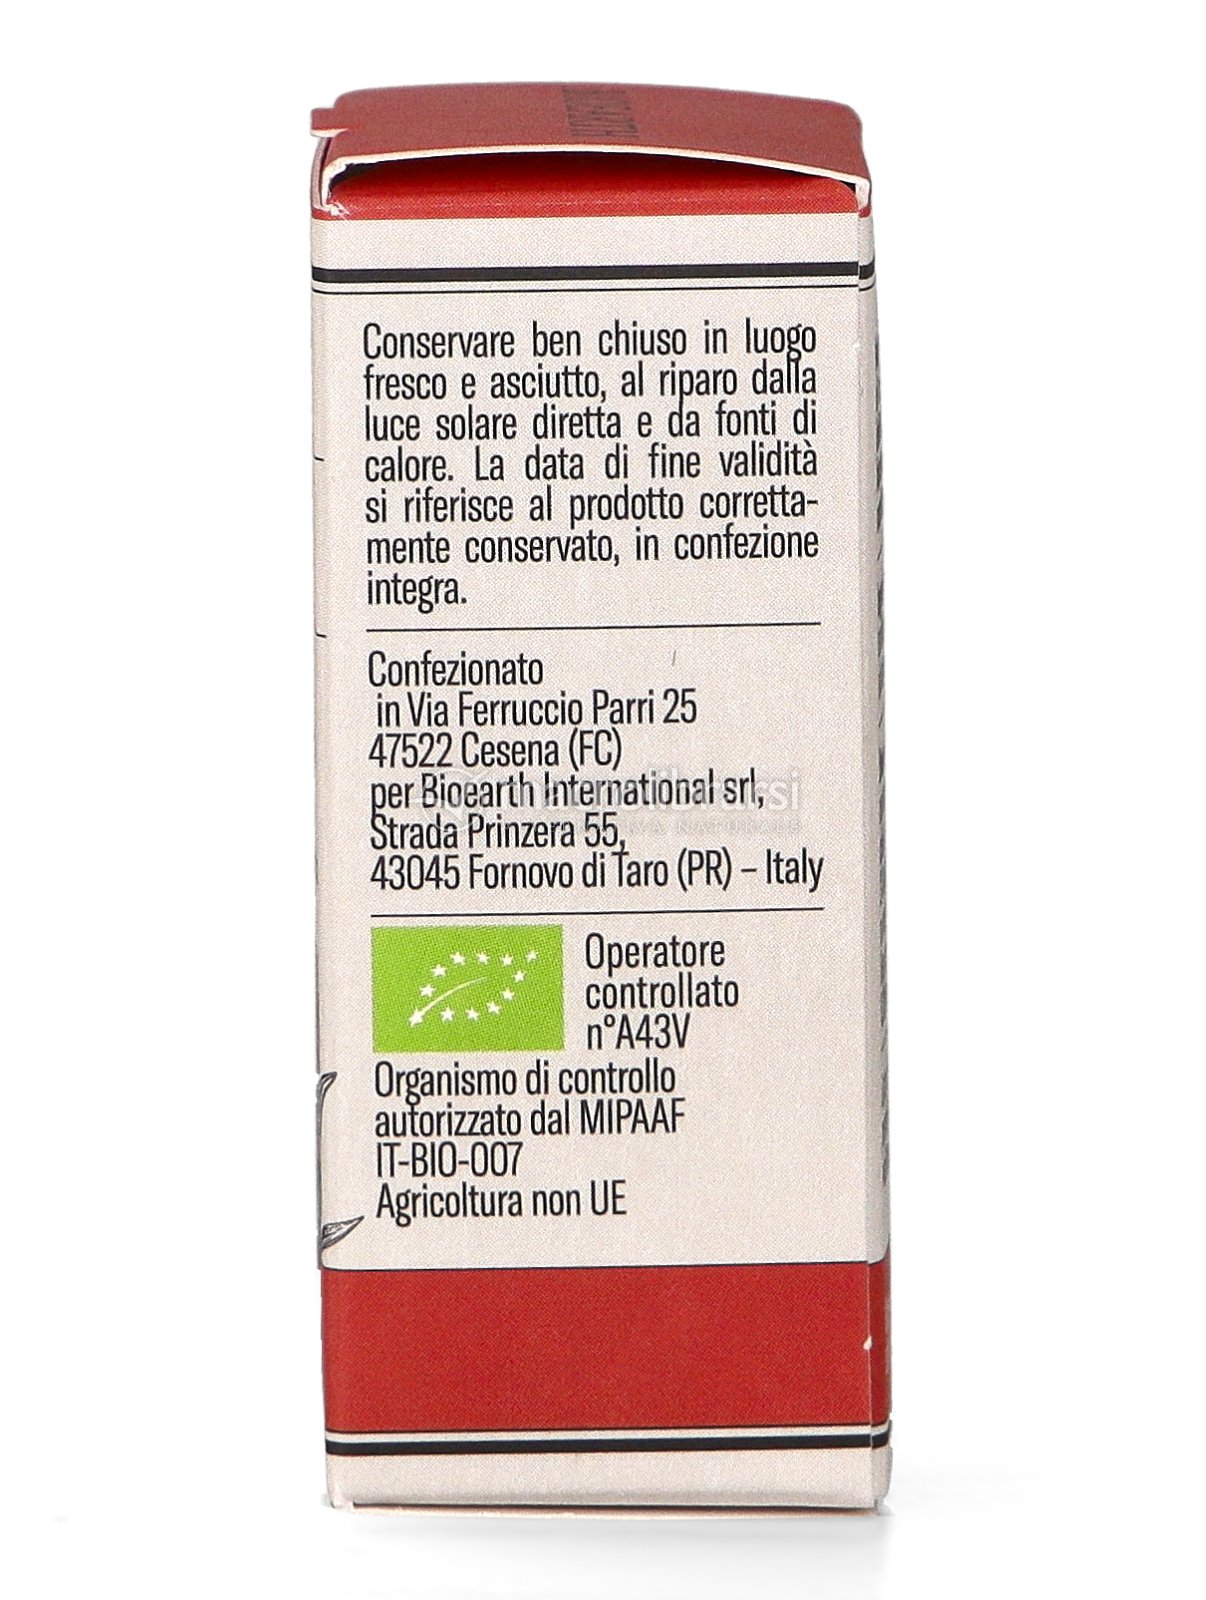 Conservare ben chiuso in luogo
fresco e asciutto, al riparo dalla
luce solare diretta e da fonti di
calore. La data di fine validità
si riferisce al prodotto corretta-
mente conservato, in confezione
integra.
Confezionato
in Via Ferruccio Parri 25
47522 Cesena (FC)
per Bioearth International srl,
Strada Prinzera 55,
43045 Fornovo di Taro (PR) – Italy
Operatore
controllato
n°A43V
Organismo di controllo
autorizzato dal MIPAAF
IT-BIO-007
Agricoltura non UE